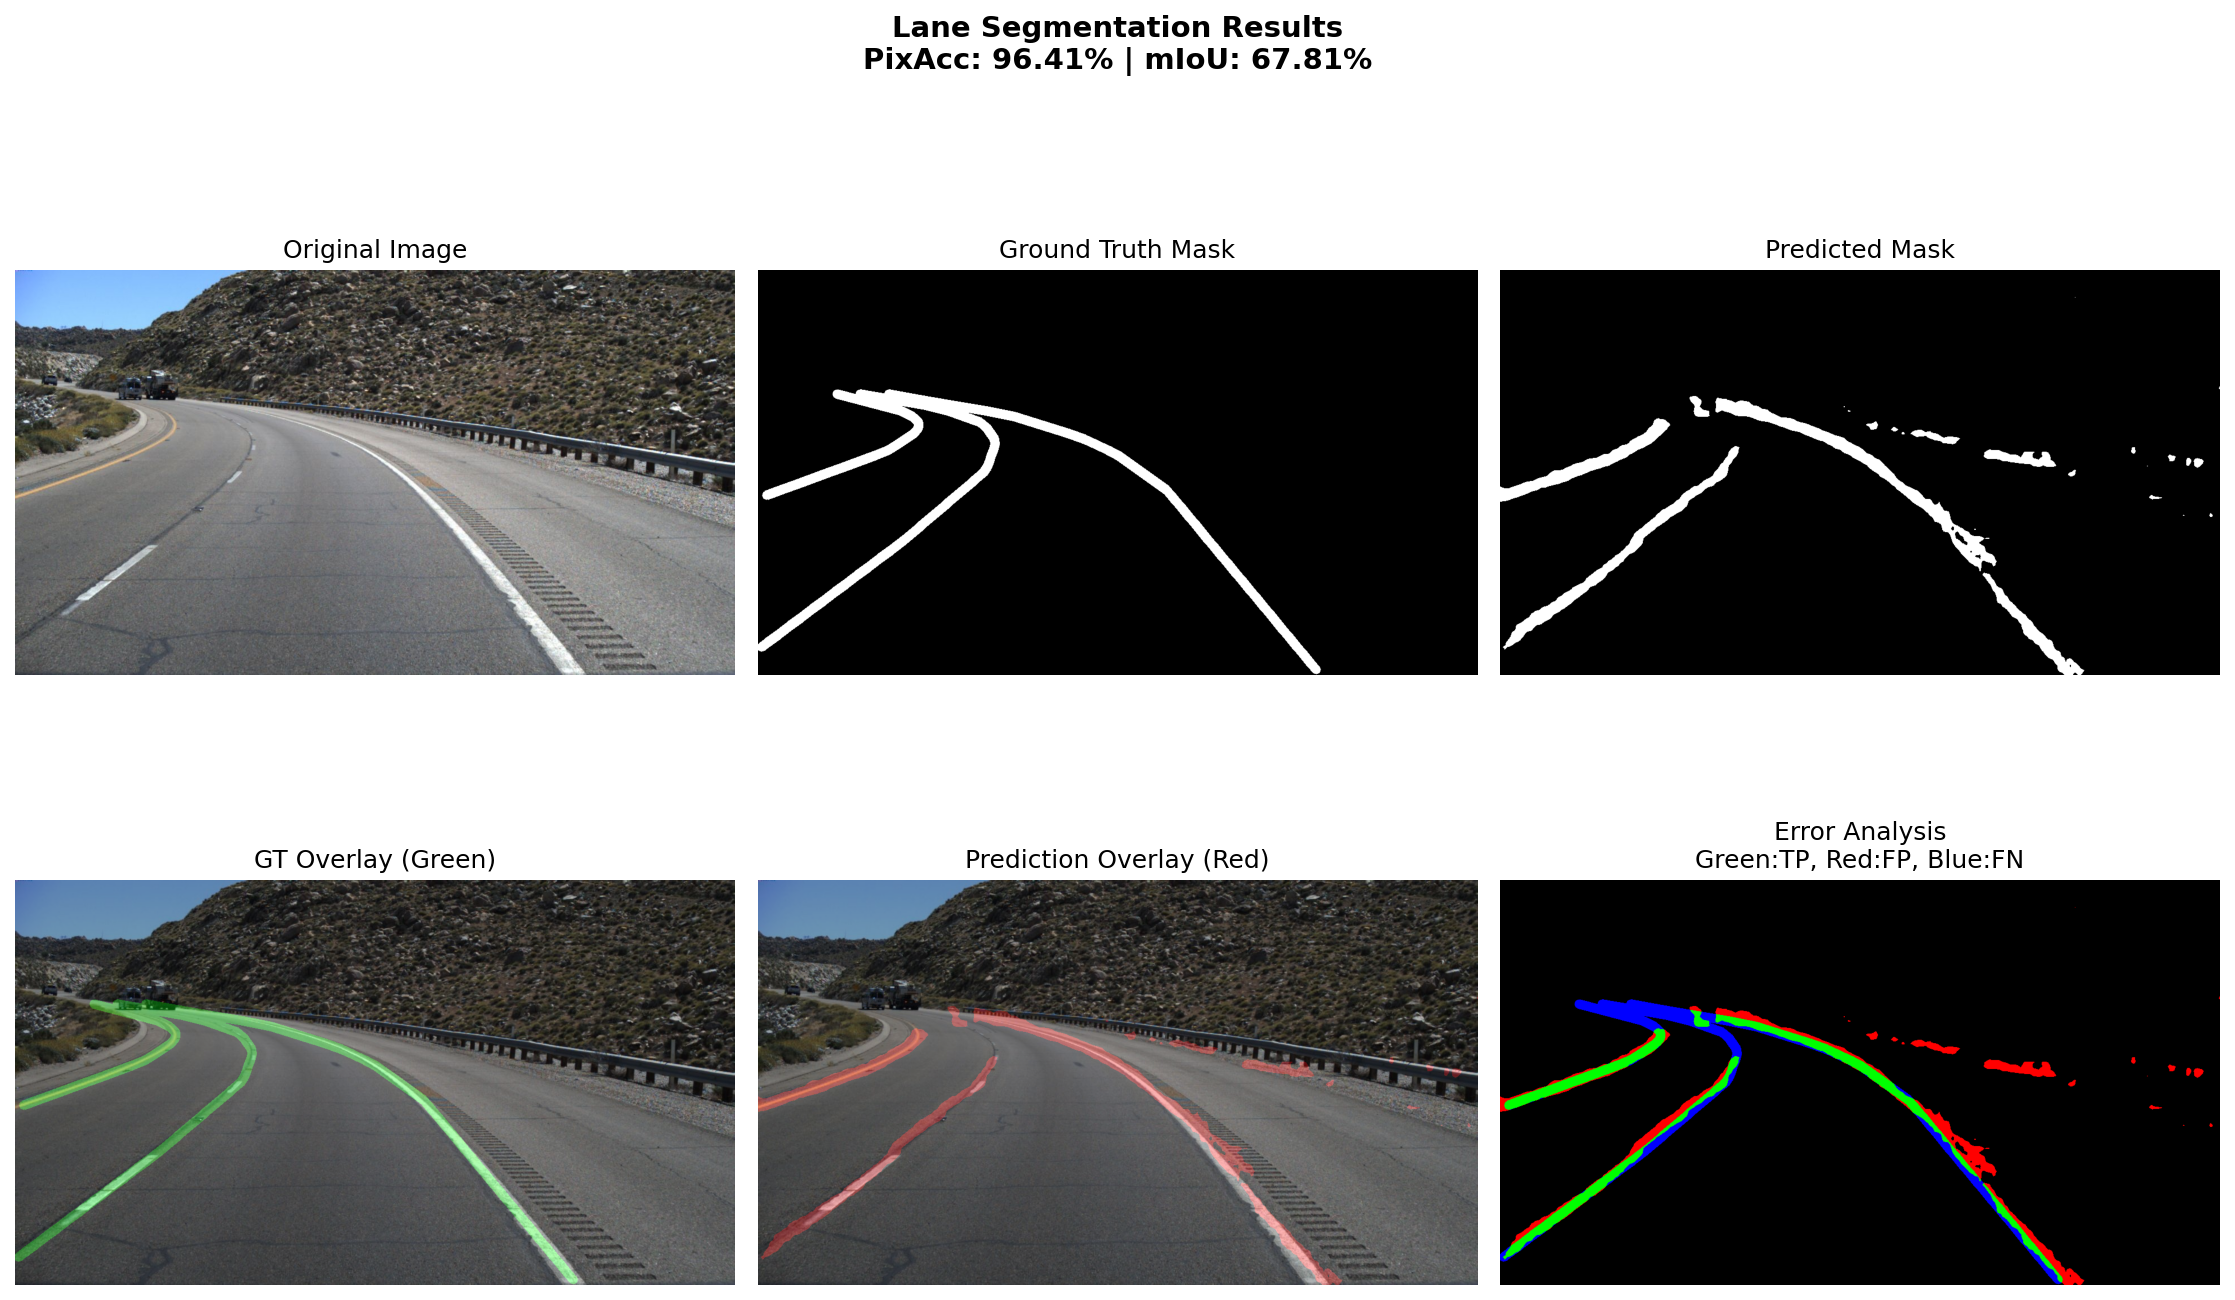 Lane Segmentation Results
PixAcc: 96.41% | mIoU: 67.81%
Original Image
Ground Truth Mask
Predicted Mask
GT Overlay (Green)
Prediction Overlay (Red)
Error Analysis
Green:TP, Red:FP, Blue:FN